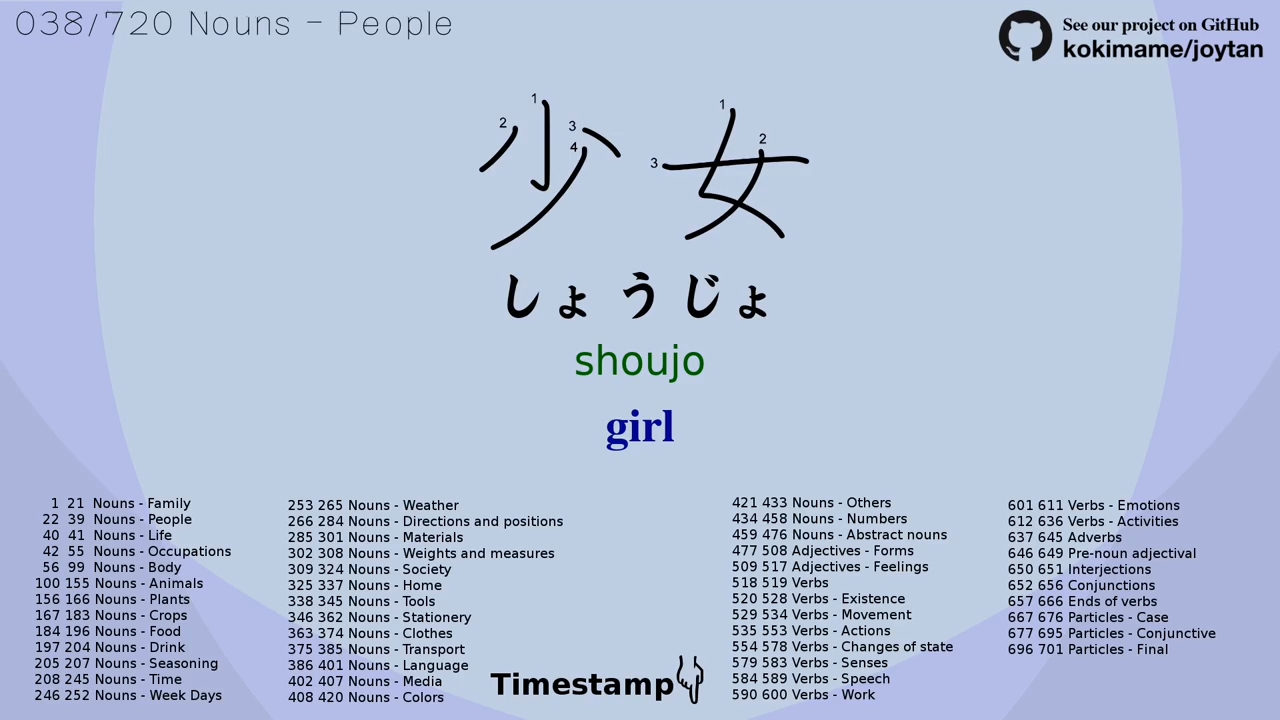 038/720 Nouns - People
See our project on GitHub
kokimame/joytan
1 2 3 4 1 2 3
少女
しょうじょ
shoujo
girl
1 21 Nouns - Family
22 39 Nouns - People
40 41 Nouns - Life
42 55 Nouns - Occupations
56 99 Nouns - Body
100 155 Nouns - Animals
156 166 Nouns - Plants
167 183 Nouns - Crops
184 196 Nouns - Food
197 204 Nouns - Drink
205 207 Nouns - Seasoning
208 245 Nouns - Time
246 252 Nouns - Week Days
253 265 Nouns - Weather
266 284 Nouns - Directions and positions
285 301 Nouns - Materials
302 308 Nouns - Weights and measures
309 324 Nouns - Society
325 337 Nouns - Home
338 345 Nouns - Tools
346 362 Nouns - Stationery
363 374 Nouns - Clothes
375 385 Nouns - Transport
386 401 Nouns - Language
402 407 Nouns - Media
408 420 Nouns - Colors
421 433 Nouns - Others
434 458 Nouns - Numbers
459 476 Nouns - Abstract nouns
477 508 Adjectives - Forms
509 517 Adjectives - Feelings
518 519 Verbs
520 528 Verbs - Existence
529 534 Verbs - Movement
535 553 Verbs - Actions
554 578 Verbs - Changes of state
579 583 Verbs - Senses
584 589 Verbs - Speech
590 600 Verbs - Work
601 611 Verbs - Emotions
612 636 Verbs - Activities
637 645 Adverbs
646 649 Pre-noun adjectival
650 651 Interjections
652 656 Conjunctions
657 666 Ends of verbs
667 676 Particles - Case
677 695 Particles - Conjunctive
696 701 Particles - Final
Timestamp